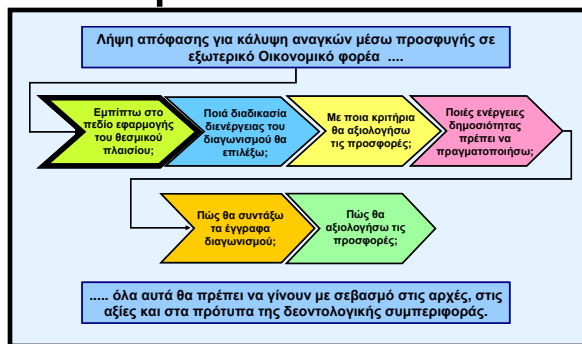 Λήψη απόφασης για κάλυψη αναγκών μέσω προσφυγής σε
εξωτερικό Οικονομικό φορέα ....
Εμπίπτω στο
πεδίο εφαρμογής
του θεσμικού
πλαισίου;
Ποιά διαδικασία
διενέργειας του
διαγωνισμού θα
επιλέξω;
Με ποια κριτήρια
θα αξιολογήσω
τις προσφορές;
Ποιές ενέργειες
δημοσιότητας
πρέπει να
πραγματοποιήσω;
Πώς θα συντάξω
τα έγγραφα
διαγωνισμού;
Πώς θα
αξιολογήσω τις
προσφορές;
..... όλα αυτά θα πρέπει να γίνουν με σεβασμό στις αρχές, στις
αξίες και στα πρότυπα της δεοντολογικής συμπεριφοράς.